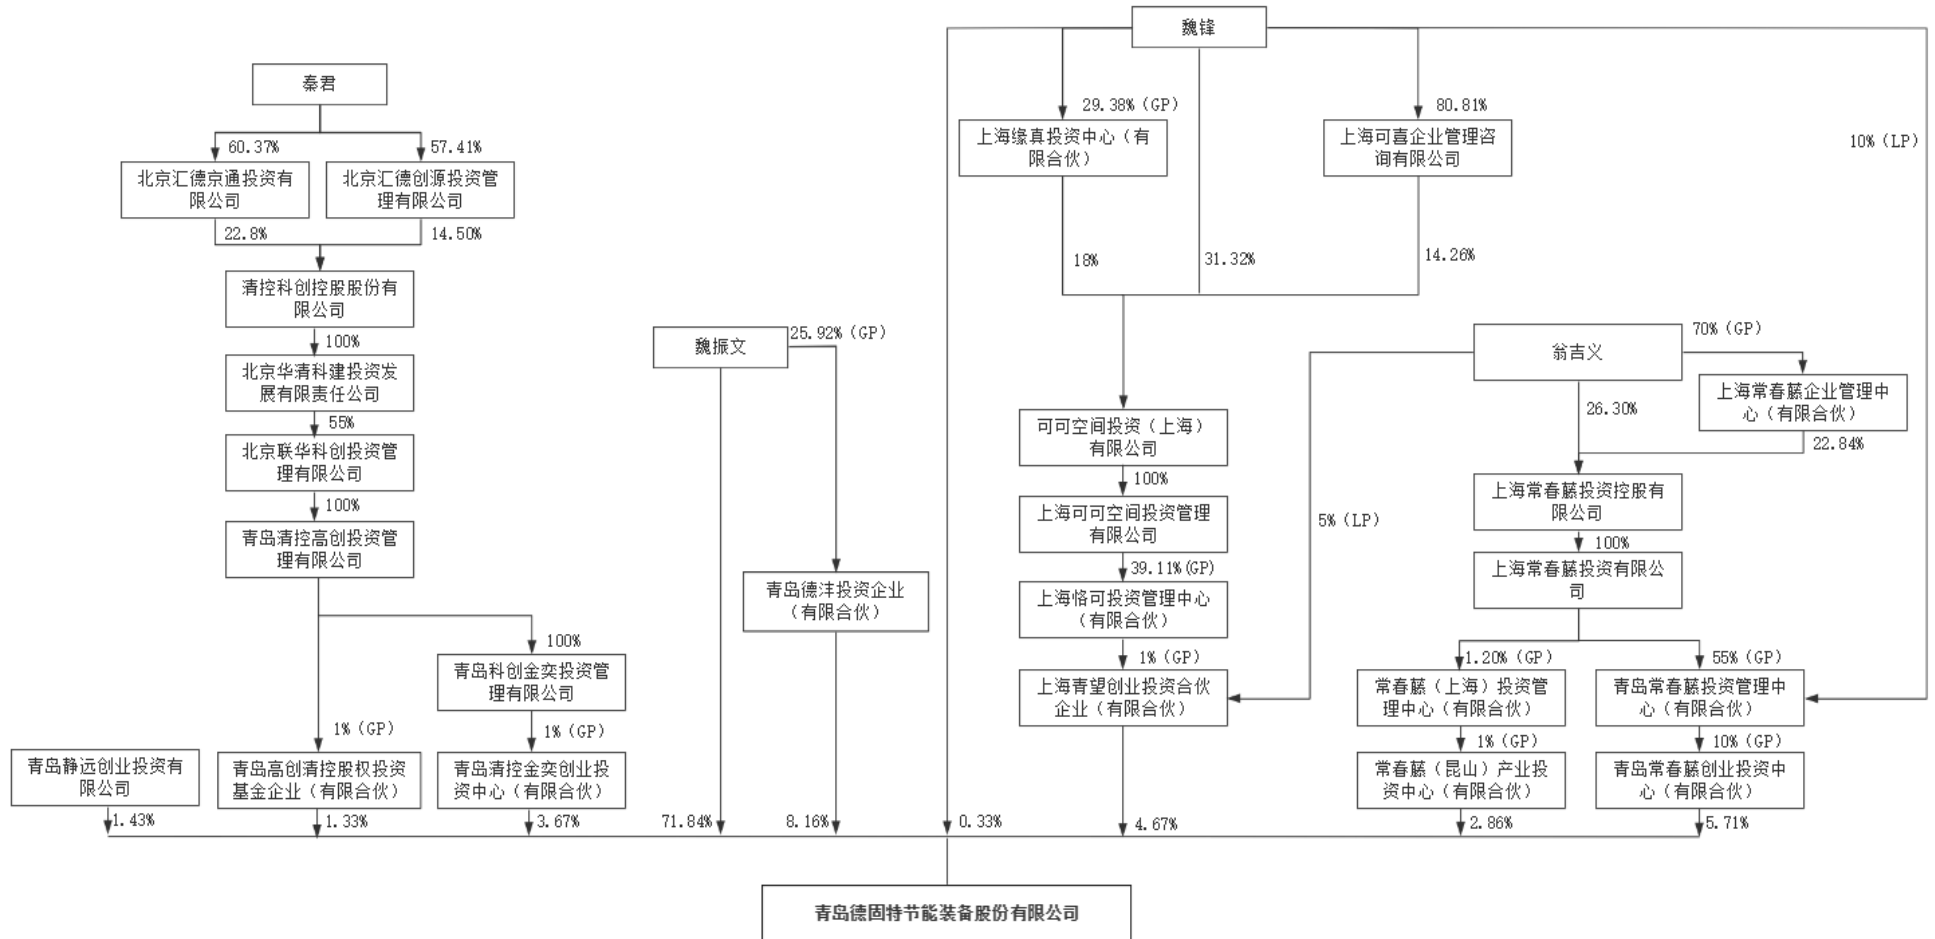 魏锋
秦君
29.38%（GP）
80.81%
上海缘真投资中心（有
限合伙）
上海可喜企业管理咨
询有限公司
10%（LP）
60.37%
57.41%
北京汇德京通投资有
限公司
北京汇德创源投资管
理有限公司
22.8%
14.50%
18%
31.32%
14.26%
清控科创控股股份有
限公司
100%
魏振文
25.92%（GP）
翁吉义
70%（GP）
北京华清科建投资发
展有限责任公司
上海常春藤企业管理中
心（有限合伙）
26.30%
22.84%
55%
可可空间投资（上海）
有限公司
北京联华科创投资管
理有限公司
100%
100%
上海常春藤投资控股有
限公司
上海可可空间投资管理
有限公司
5%（LP）
青岛清控高创投资管
理有限公司
100%
39.11%(GP)
上海常春藤投资有限公
司
青岛德沣投资企业
（有限合伙）
上海恪可投资管理中心
（有限合伙）
100%
1%（GP）
1.20%（GP）
55%（GP）
青岛科创金奕投资管
理有限公司
上海青望创业投资合伙
企业（有限合伙）
常春藤（上海）投资管
理中心（有限合伙）
青岛常春藤投资管理中
心（有限合伙）
1%（GP）
1%（GP）
1%（GP）
10%（GP）
青岛静远创业投资有
限公司
青岛高创清控股权投资
基金企业（有限合伙）
青岛清控金奕创业投
资中心（有限合伙）
常春藤（昆山）产业投
资中心（有限合伙）
青岛常春藤创业投资中
心（有限合伙）
1.43%
1.33%
3.67%
71.84%
8.16%
0.33%
4.67%
2.86%
5.71%
青岛德固特节能装备股份有限公司